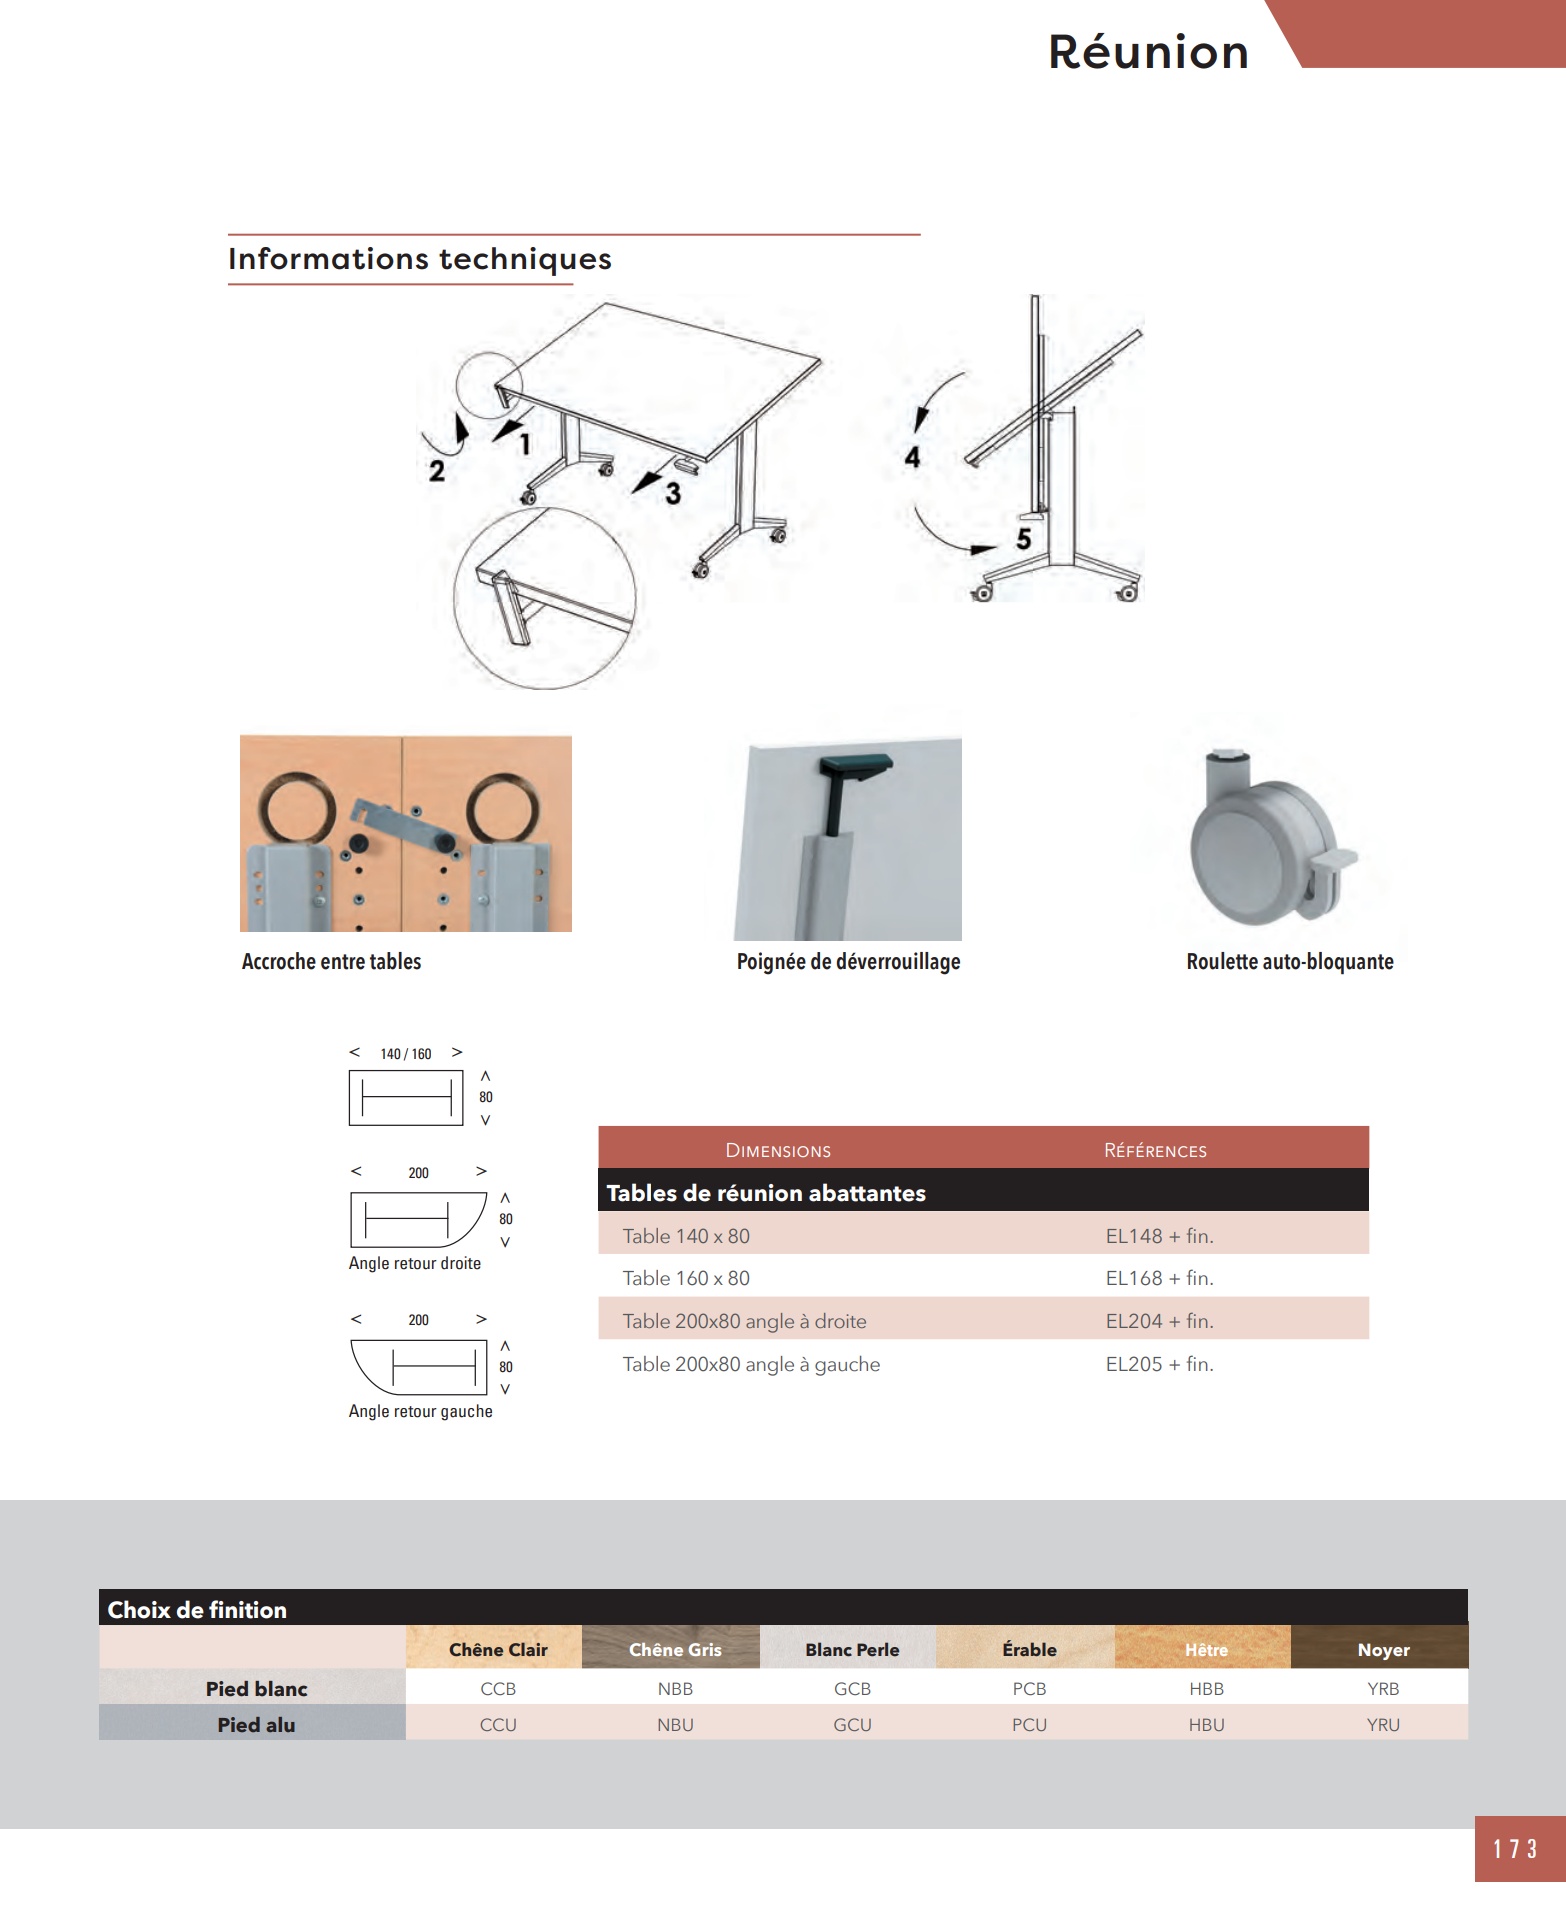 Réunion
Informations techniques
1
2
3
4
5
Accroche entre tables
Poignée de déverrouillage
Roulette auto-bloquante
< 140 / 160 >
80
< 200 >
80
Angle retour droite
< 200 >
80
Angle retour gauche
Dimensions Références
Tables de réunion abattantes
Table 140 x 80 EL148 + fin.
Table 160 x 80 EL168 + fin.
Table 200x80 angle à droite EL204 + fin.
Table 200x80 angle à gauche EL205 + fin.
Choix de finition
Chêne Clair Chêne Gris Blanc Perle Érable Hêtre Noyer
Pied blanc CCB NBB GCB PCB HBB YRB
Pied alu CCU NBU GCU PCU HBU YRU
173